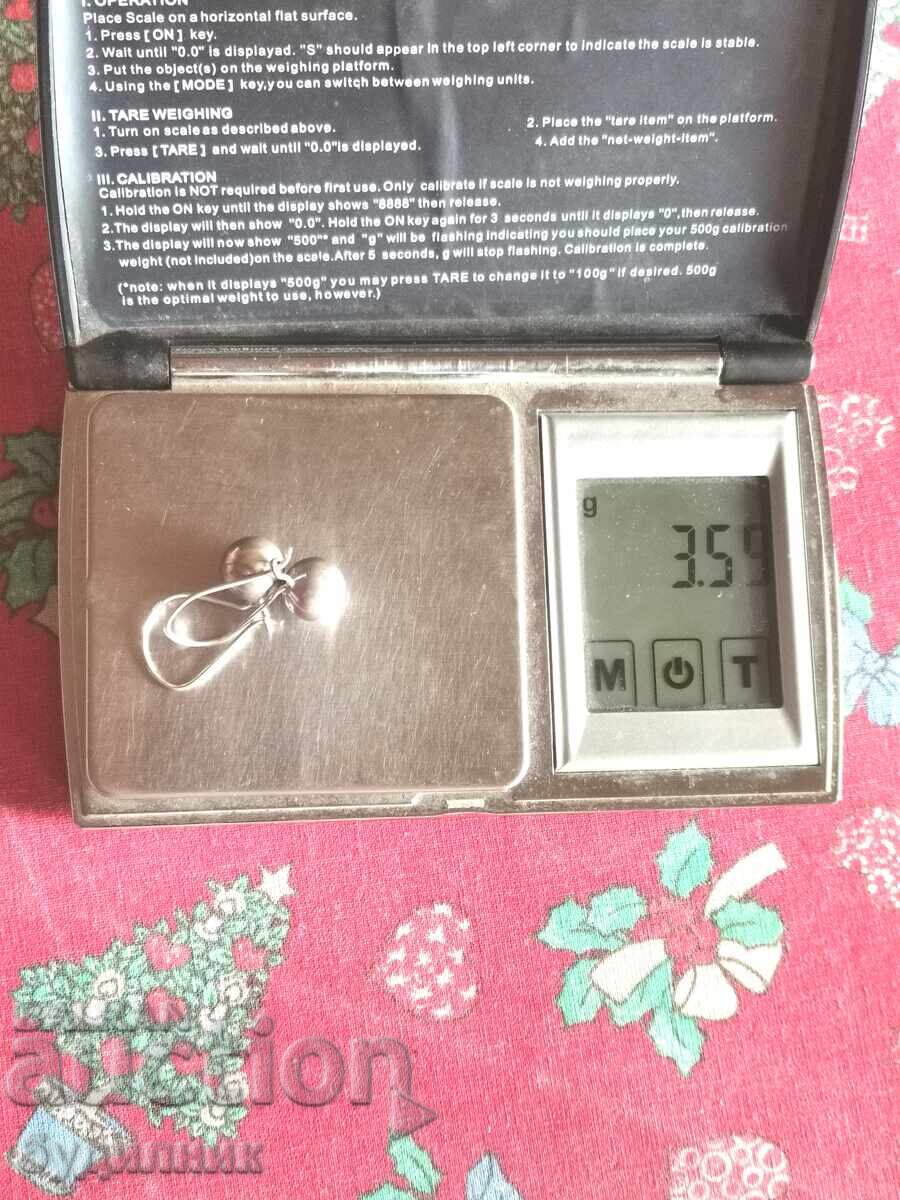 I. OPERATION
Place Scale on a horizontal flat surface.
1. Press [ON] key.
2. Wait until "0.0" is displayad. "S" should appear in the top left corner to indicate the scale is stable.
3. Put the object(s) on the weighing platform.
4. Using the [MODE] key,you can switch between weighing units.
II. TARE WEIGHING
1. Turn on scale as described above.
2. Place the "tare item" on the platform.
3. Press [TARE] and wait until "0.0"is displayed.
4. Add the "net-weight-item".
III. CALIBRATION
Calibration is NOT required before first use. Only calibrate if scale is not weighing properly.
1. Hold the ON key until the display shows "8888" then release.
2.The display will then show "0.0". Hold the ON key again for 3 seconds until it displays "0",then release.
3.The display will now show "500"" and "g" will be flashing indicating you should place your 500g calibration
weight (not included)on the scale.After 5 seconds, g will stop flashing. Calibration is complete.
(*note: when it displays "500g" you may press TARE to change it to "100g" if desired. 500g
is the optimal weight to use, however.)
g
3.59
M T
auction
Будилник